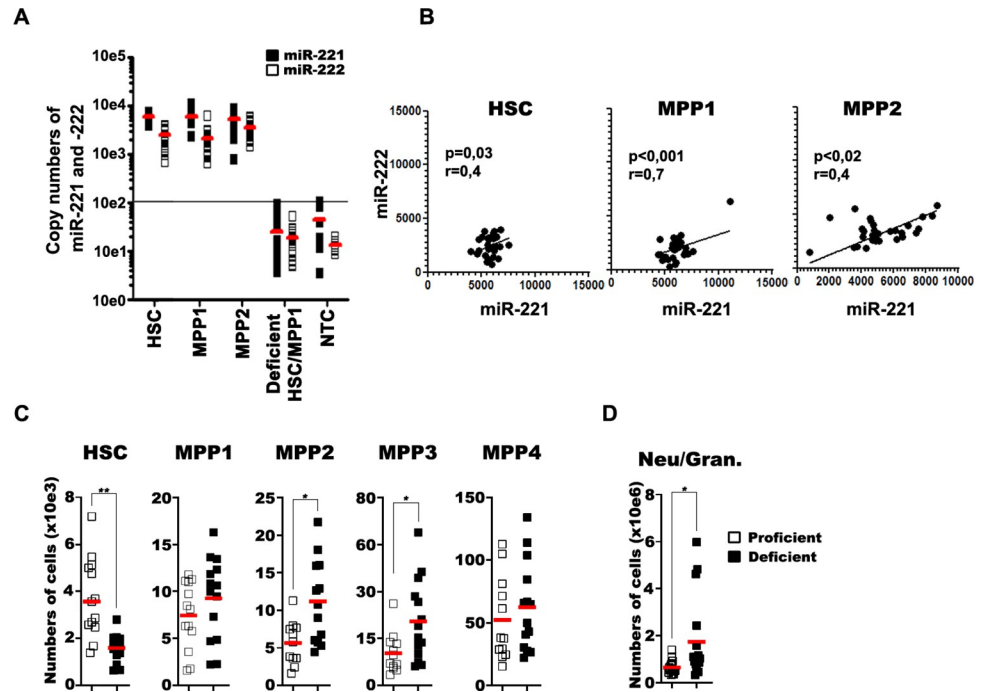 A
10e5
10e4
10e3
10e2
10e1
10e0
Copy numbers of
miR-221 and -222
miR-221
miR-222
HSC
MPP1
MPP2
Deficient
HSC/MPP1
NTC
B
HSC
MPP1
MPP2
miR-222
15000
10000
5000
0
p=0,03
r=0,4
p<0,001
r=0,7
p<0,02
r=0,4
0 5000 10000 15000
0 5000 10000 15000
0 2000 4000 6000 8000 10000
miR-221
miR-221
miR-221
C
HSC
MPP1
MPP2
MPP3
MPP4
Numbers of cells (x10e3)
8
6
4
2
0
**
20
15
10
5
0
25
20
15
10
5
0
*
80
60
30
15
0
*
150
100
50
0
D
Neu/Gran.
Numbers of cells (x10e6)
8
6
4
2
0
*
Proficient
Deficient